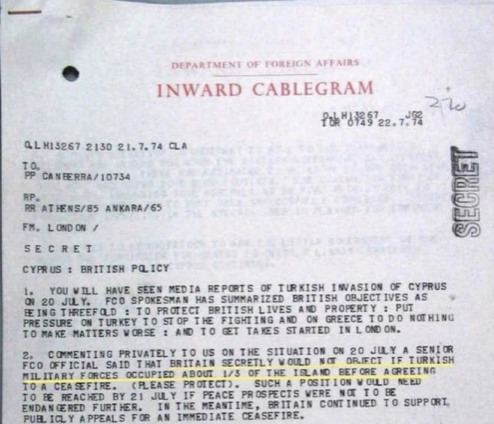 DEPARTMENT OF FOREIGN AFFAIRS
INWARD CABLEGRAM
O.LH13267 JG2
TOR 0749 22.7.74
O.LH13267 2130 21.7.74 CLA
TO.
PP CANBERRA/10734
RP.
RR ATHENS/85 ANKARA/65
FM. LONDON /
S E C R E T
SECRET
CYPRUS : BRITISH POLICY
1. YOU WILL HAVE SEEN MEDIA REPORTS OF TURKISH INVASION OF CYPRUS
ON 20 JULY. FCO SPOKESMAN HAS SUMMARIZED BRITISH OBJECTIVES AS
BEING THREEFOLD : TO PROTECT BRITISH LIVES AND PROPERTY : PUT
PRESSURE ON TURKEY TO STOP THE FIGHTING AND ON GREECE TO DO NOTHING
TO MAKE MATTERS WORSE : AND TO GET TAKES STARTED IN LONDON.
2. COMMENTING PRIVATELY TO US ON THE SITUATION ON 20 JULY A SENIOR
FCO OFFICIAL SAID THAT BRITAIN SECRETLY WOULD NOT OBJECT IF TURKISH
MILITARY FORCES OCCUPIED ABOUT 1/3 OF THE ISLAND BEFORE AGREEING
TO A CEASEFIRE. (PLEASE PROTECT). SUCH A POSITION WOULD NEED
TO BE REACHED BY 21 JULY IF PEACE PROSPECTS WERE NOT TO BE
ENDANGERED FURTHER. IN THE MEANTIME, BRITAIN CONTINUED TO SUPPORT
PUBLICLY APPEALS FOR AN IMMEDIATE CEASEFIRE.